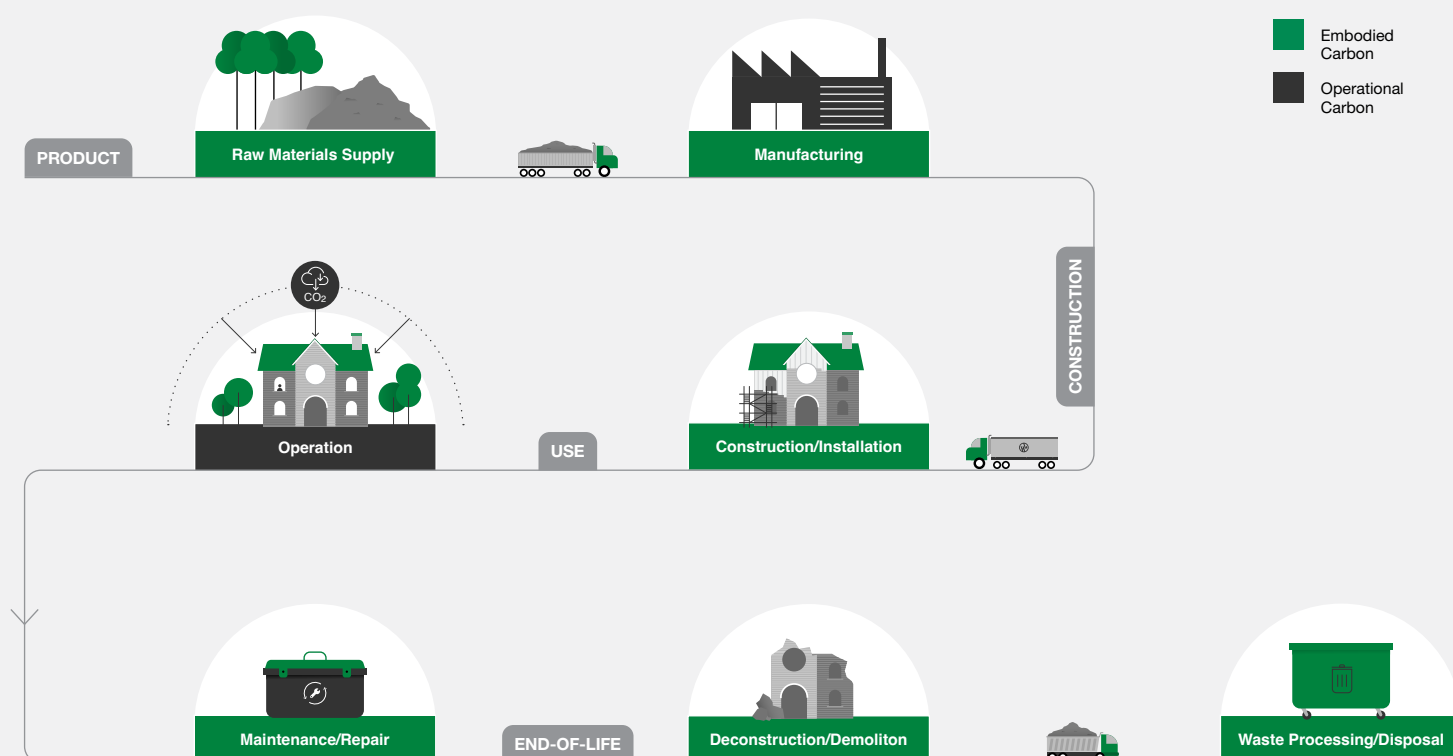 Embodied
Carbon
Operational
Carbon
PRODUCT
Raw Materials Supply
Manufacturing
CONSTRUCTION
CO₂
Operation
USE
Construction/Installation
Maintenance/Repair
END-OF-LIFE
Deconstruction/Demoliton
Waste Processing/Disposal